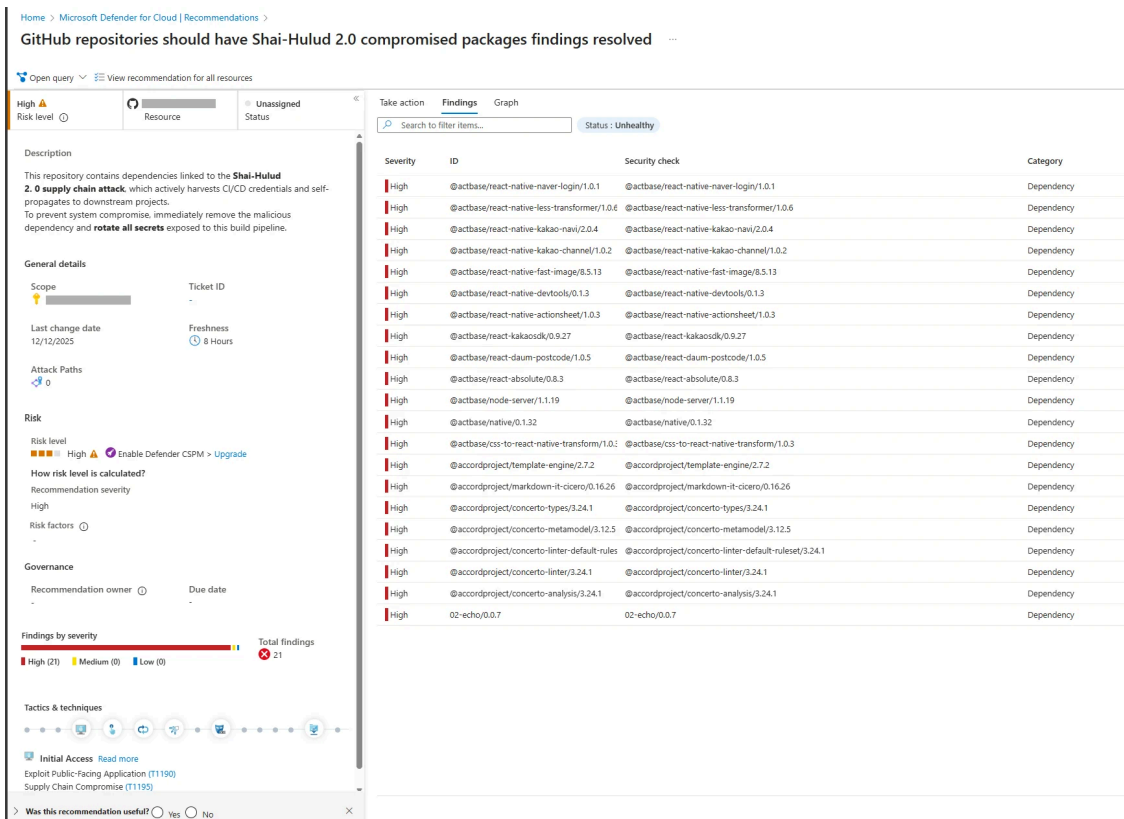 Home > Microsoft Defender for Cloud | Recommendations >
GitHub repositories should have Shai-Hulud 2.0 compromised packages findings resolved ...
Open query View recommendation for all resources
High
Risk level
Resource
Unassigned
Status
«
Description
This repository contains dependencies linked to the Shai-Hulud
2. 0 supply chain attack, which actively harvests CI/CD credentials and self-
propagates to downstream projects.
To prevent system compromise, immediately remove the malicious
dependency and rotate all secrets exposed to this build pipeline.
General details
Scope Ticket ID
-
Last change date Freshness
12/12/2025 8 Hours
Attack Paths
0
Risk
Risk level
High Enable Defender CSPM > Upgrade
How risk level is calculated?
Recommendation severity
High
Risk factors
-
Governance
Recommendation owner Due date
- -
Findings by severity
Total findings
21
High (21) Medium (0) Low (0)
Tactics & techniques
Initial Access Read more
Exploit Public-Facing Application (T1190)
Supply Chain Compromise (T1195)
> Was this recommendation useful? Yes No ×
Take action Findings Graph
Search to filter items... Status : Unhealthy
Severity ID Security check Category
High @actbase/react-native-naver-login/1.0.1 @actbase/react-native-naver-login/1.0.1 Dependency
High @actbase/react-native-less-transformer/1.0.6 @actbase/react-native-less-transformer/1.0.6 Dependency
High @actbase/react-native-kakao-navi/2.0.4 @actbase/react-native-kakao-navi/2.0.4 Dependency
High @actbase/react-native-kakao-channel/1.0.2 @actbase/react-native-kakao-channel/1.0.2 Dependency
High @actbase/react-native-fast-image/8.5.13 @actbase/react-native-fast-image/8.5.13 Dependency
High @actbase/react-native-devtools/0.1.3 @actbase/react-native-devtools/0.1.3 Dependency
High @actbase/react-native-actionsheet/1.0.3 @actbase/react-native-actionsheet/1.0.3 Dependency
High @actbase/react-kakaosdk/0.9.27 @actbase/react-kakaosdk/0.9.27 Dependency
High @actbase/react-daum-postcode/1.0.5 @actbase/react-daum-postcode/1.0.5 Dependency
High @actbase/react-absolute/0.8.3 @actbase/react-absolute/0.8.3 Dependency
High @actbase/node-server/1.1.19 @actbase/node-server/1.1.19 Dependency
High @actbase/native/0.1.32 @actbase/native/0.1.32 Dependency
High @actbase/css-to-react-native-transform/1.0.3 @actbase/css-to-react-native-transform/1.0.3 Dependency
High @accordproject/template-engine/2.7.2 @accordproject/template-engine/2.7.2 Dependency
High @accordproject/markdown-it-cicero/0.16.26 @accordproject/markdown-it-cicero/0.16.26 Dependency
High @accordproject/concerto-types/3.24.1 @accordproject/concerto-types/3.24.1 Dependency
High @accordproject/concerto-metamodel/3.12.5 @accordproject/concerto-metamodel/3.12.5 Dependency
High @accordproject/concerto-linter-default-rules @accordproject/concerto-linter-default-ruleset/3.24.1 Dependency
High @accordproject/concerto-linter/3.24.1 @accordproject/concerto-linter/3.24.1 Dependency
High @accordproject/concerto-analysis/3.24.1 @accordproject/concerto-analysis/3.24.1 Dependency
High 02-echo/0.0.7 02-echo/0.0.7 Dependency